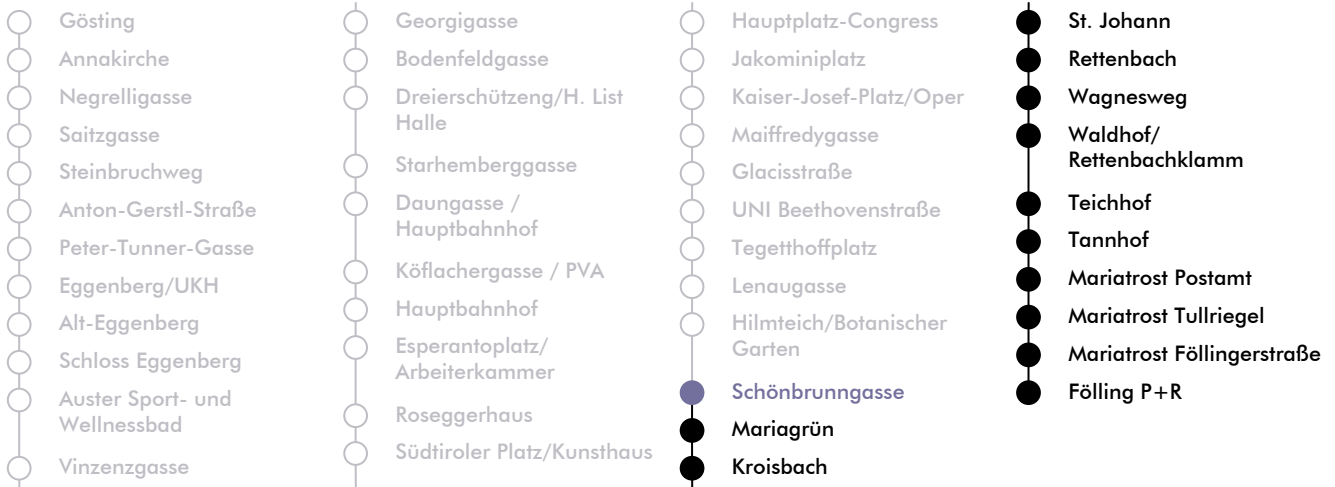 Gösting
Annakirche
Negrelligasse
Saitzgasse
Steinbruchweg
Anton-Gerstl-Straße
Peter-Tunner-Gasse
Eggenberg/UKH
Alt-Eggenberg
Schloss Eggenberg
Auster Sport- und
Wellnessbad
Vinzenzgasse
Georgigasse
Bodenfeldgasse
Dreierschützeng/H. List
Halle
Starhemberggasse
Daungasse /
Hauptbahnhof
Köflachergasse / PVA
Hauptbahnhof
Esperantoplatz/
Arbeiterkammer
Roseggerhaus
Südtiroler Platz/Kunsthaus
Hauptplatz-Congress
Jakominiplatz
Kaiser-Josef-Platz/Oper
Maiffredygasse
Glacisstraße
UNI Beethovenstraße
Tegetthoffplatz
Lenaugasse
Hilmteich/Botanischer
Garten
Schönbrunngasse
Mariagrün
Kroisbach
St. Johann
Rettenbach
Wagnesweg
Waldhof/
Rettenbachklamm
Teichhof
Tannhof
Mariatrost Postamt
Mariatrost Tullriegel
Mariatrost Föllingerstraße
Fölling P+R